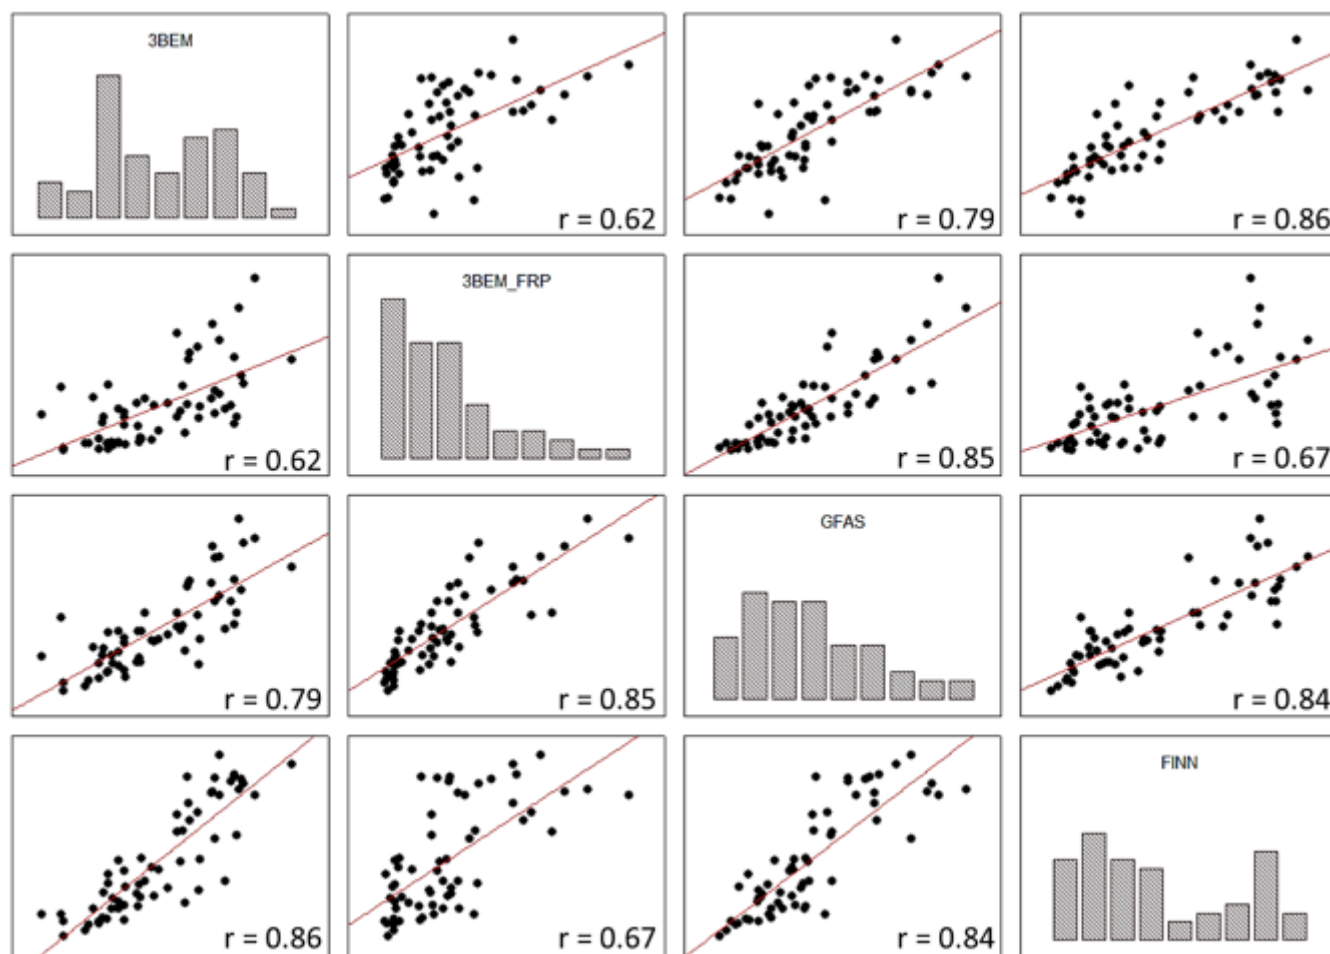 3BEM
r = 0.62
r = 0.79
r = 0.86
r = 0.62
3BEM_FRP
r = 0.85
r = 0.67
r = 0.79
r = 0.85
GFAS
r = 0.84
r = 0.86
r = 0.67
r = 0.84
FINN